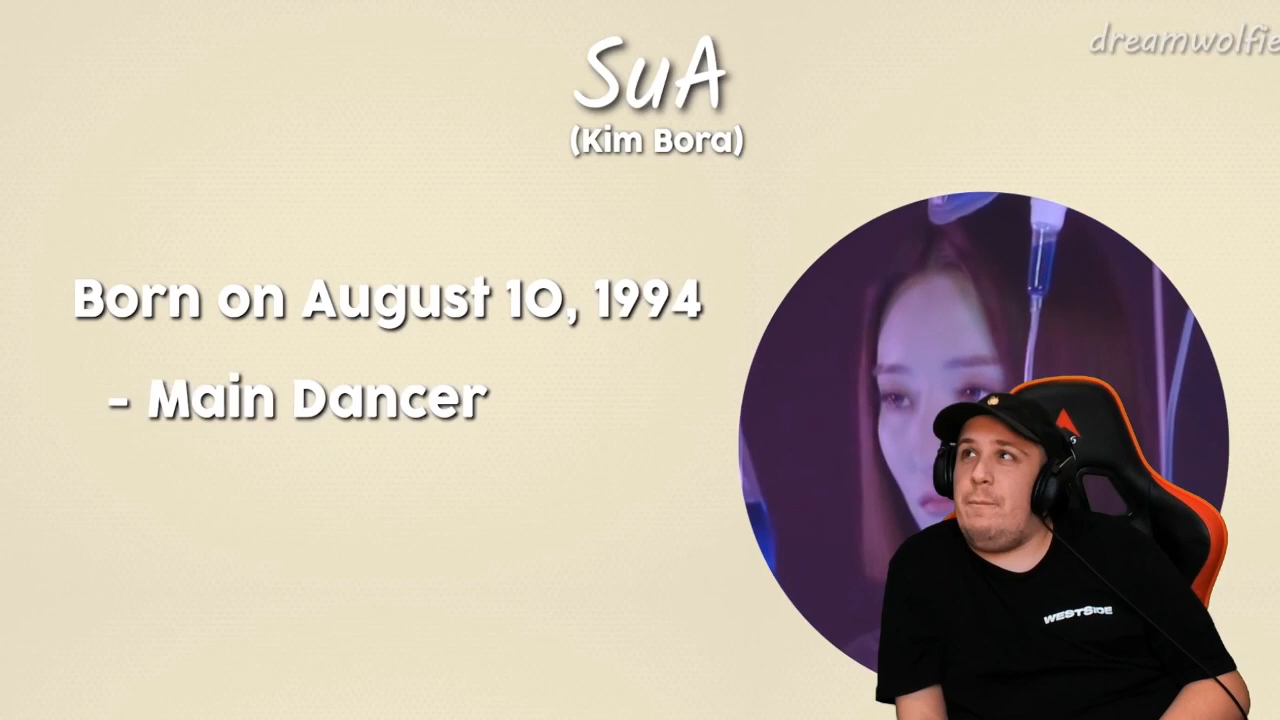 dreamwolfie
SuA
(Kim Bora)
Born on August 10, 1994
- Main Dancer
WESTSIDE